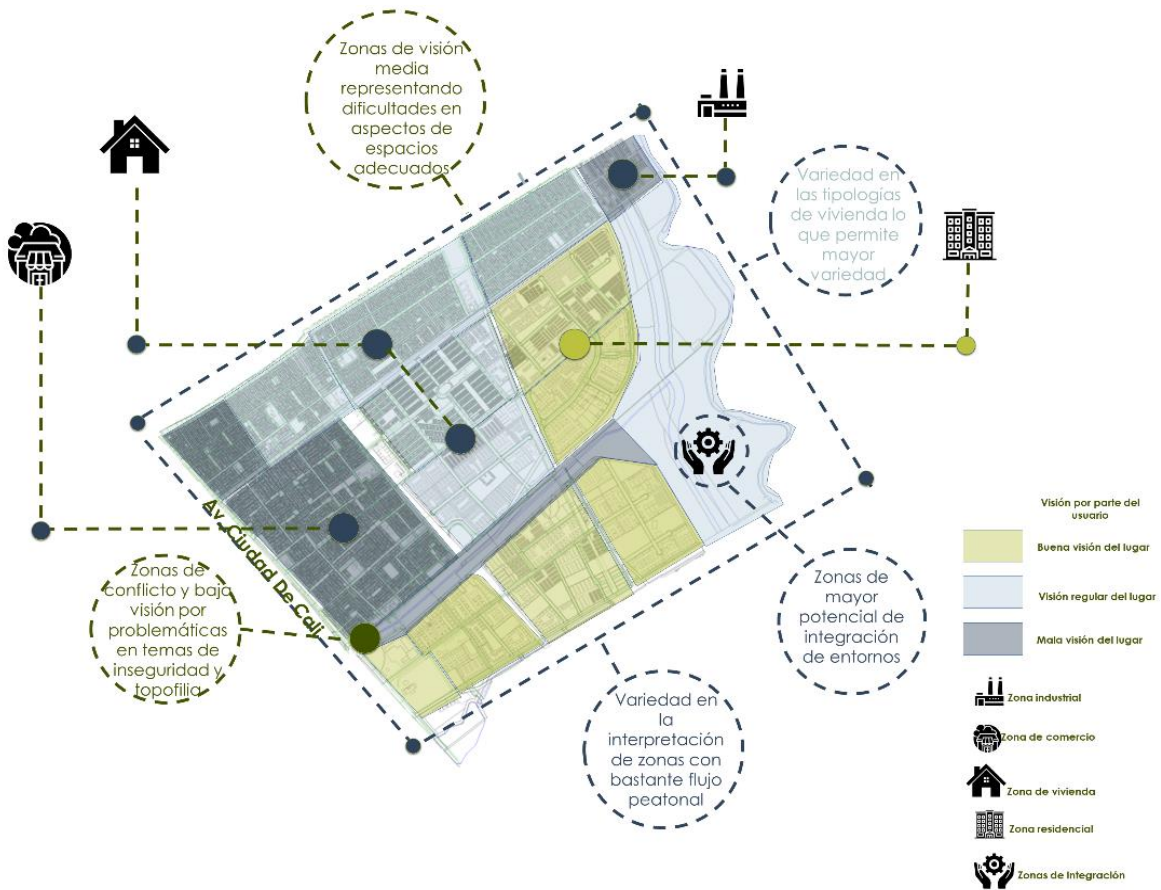 Zonas de visión
media
representando
dificultades en
aspectos de
espacios
adecuados
Variedad en
las tipologías
de vivienda lo
que permite
mayor
variedad
Av. Ciudad De Cali
Zonas de
conflicto y baja
visión por
problemáticas
en temas de
inseguridad y
topofilia
Variedad en
la
interpretación
de zonas con
bastante flujo
peatonal
Zonas de
mayor
potencial de
integración
de entornos
Visión por parte del
usuario
Buena visión del lugar
Visión regular del lugar
Mala visión del lugar
Zona industrial
Zona de comercio
Zona de vivienda
Zona residencial
Zonas de Integración